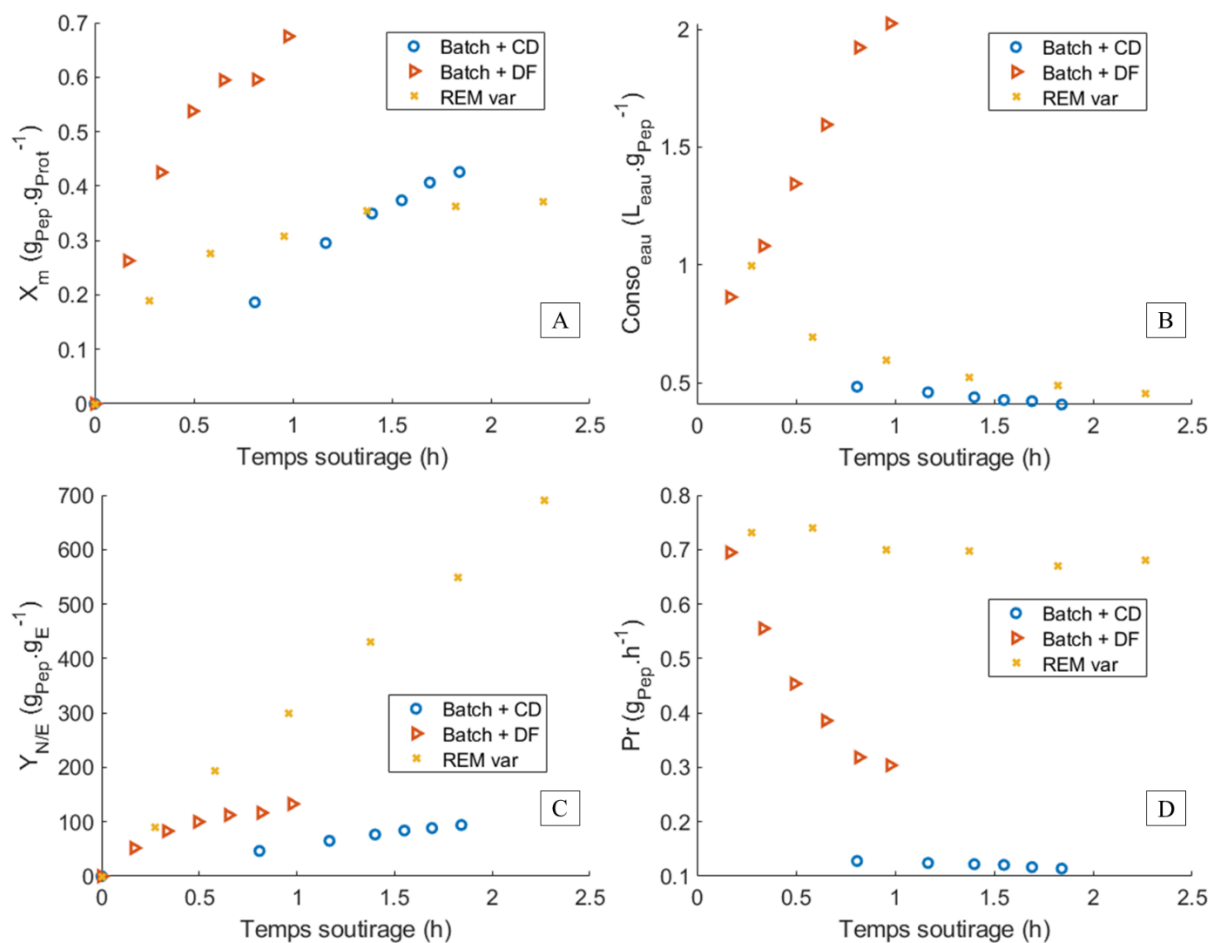 0.7
0.6
0.5
0.4
0.3
0.2
0.1
0
X_m (g_Pep.g_Prot^-1)
Batch + CD
Batch + DF
REM var
A
0 0.5 1 1.5 2 2.5
Temps soutirage (h)
2
1.5
1
0.5
Conso_eau (L_eau.g_Pep^-1)
Batch + CD
Batch + DF
REM var
B
0 0.5 1 1.5 2 2.5
Temps soutirage (h)
700
600
500
400
300
200
100
0
Y_N/E (g_Pep.g_E^-1)
Batch + CD
Batch + DF
REM var
C
0 0.5 1 1.5 2 2.5
Temps soutirage (h)
0.8
0.7
0.6
0.5
0.4
0.3
0.2
0.1
Pr (g_Pep.h^-1)
Batch + CD
Batch + DF
REM var
D
0 0.5 1 1.5 2 2.5
Temps soutirage (h)